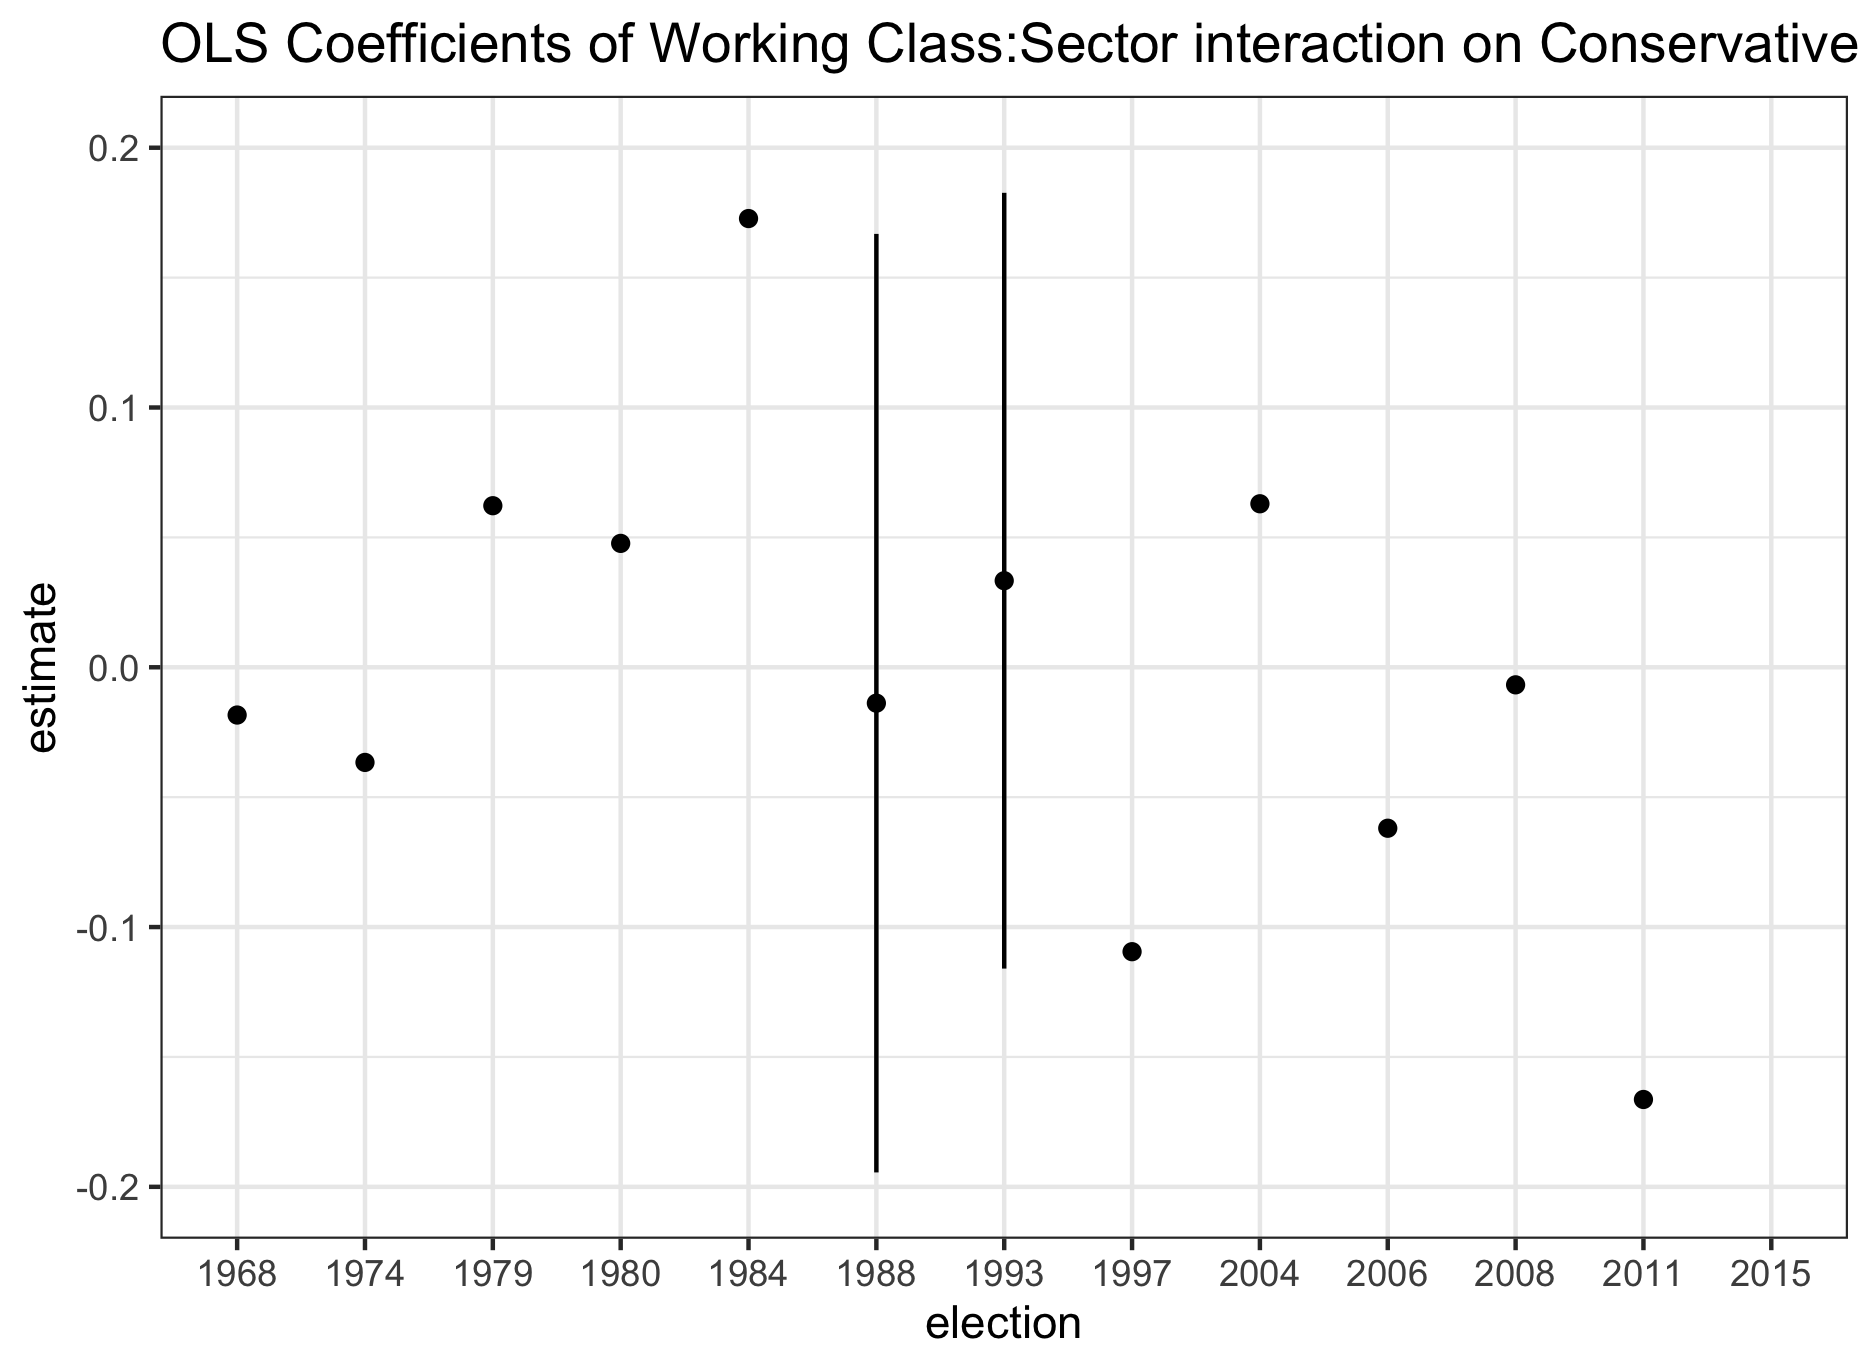 OLS Coefficients of Working Class:Sector interaction on Conservative
0.2
0.1
0.0
-0.1
-0.2
estimate
1968 1974 1979 1980 1984 1988 1993 1997 2004 2006 2008 2011 2015
election